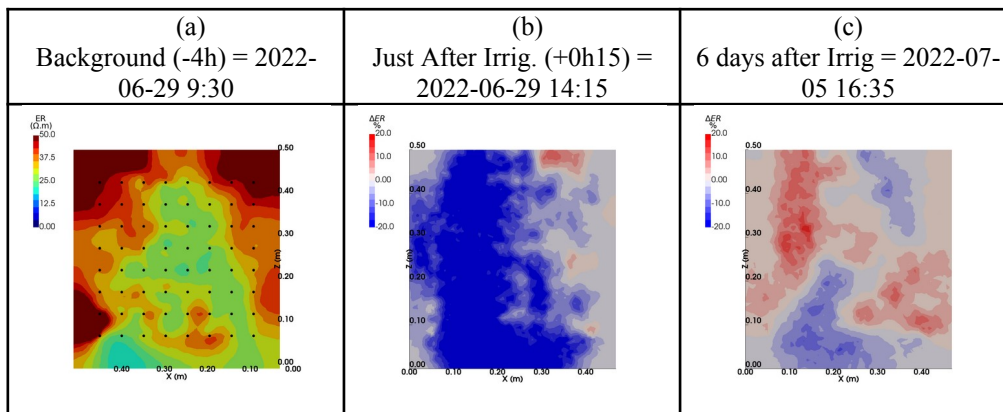 (a)
Background (-4h) = 2022-
06-29 9:30
(b)
Just After Irrig. (+0h15) =
2022-06-29 14:15
(c)
6 days after Irrig = 2022-07-
05 16:35
ER
(Ω.m)
50.0
37.5
25.0
12.5
0.00
0.50
0.40
0.30
0.20
0.10
0.00
Z (m)
0.40 0.30 0.20 0.10 0.00
X (m)
ΔER
%
20.0
10.0
0.00
-10.0
-20.0
0.50
0.40
0.30
0.20
0.10
0.00
Z (m)
0.00 0.10 0.20 0.30 0.40
X (m)
ΔER
%
20.0
10.0
0.00
-10.0
-20.0
0.50
0.40
0.30
0.20
0.10
0.00
Z (m)
0.00 0.10 0.20 0.30 0.40
X (m)